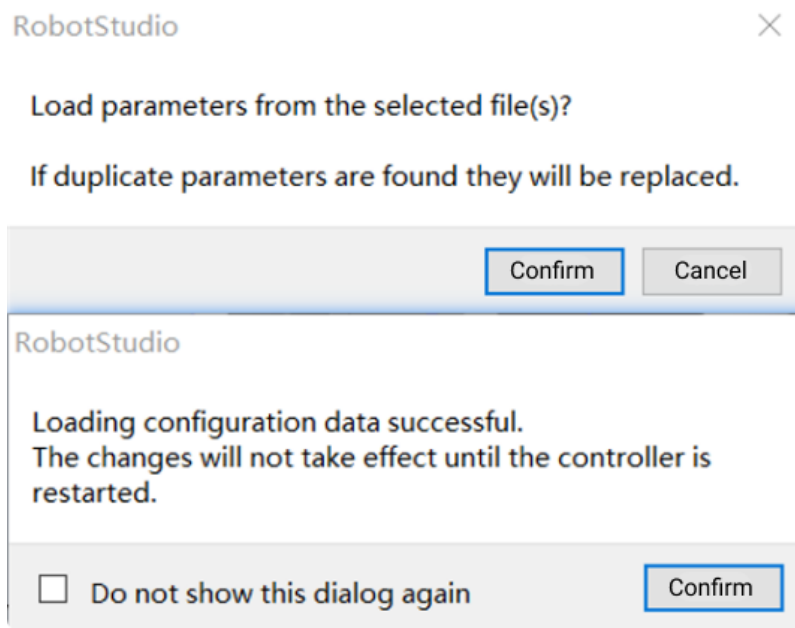 RobotStudio
Load parameters from the selected file(s)?
If duplicate parameters are found they will be replaced.
Confirm Cancel
RobotStudio
Loading configuration data successful.
The changes will not take effect until the controller is
restarted.
Do not show this dialog again Confirm